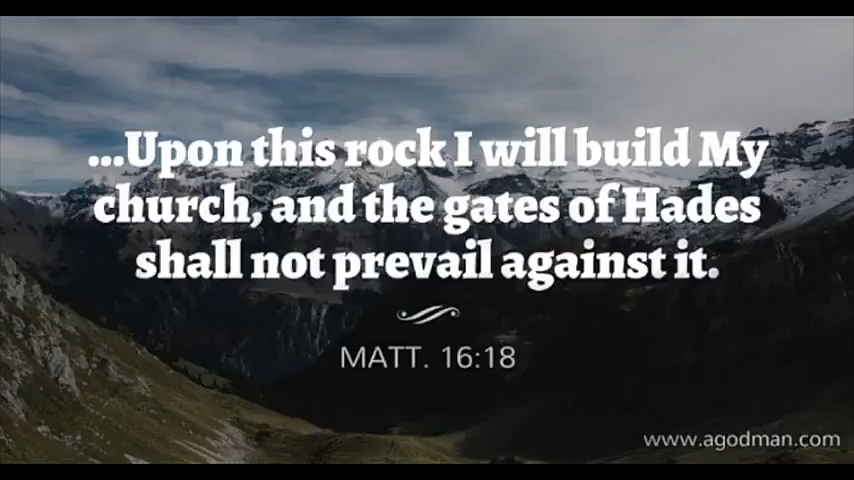 ...Upon this rock I will build My
church, and the gates of Hades
shall not prevail against it.
MATT. 16:18
www.agodman.com